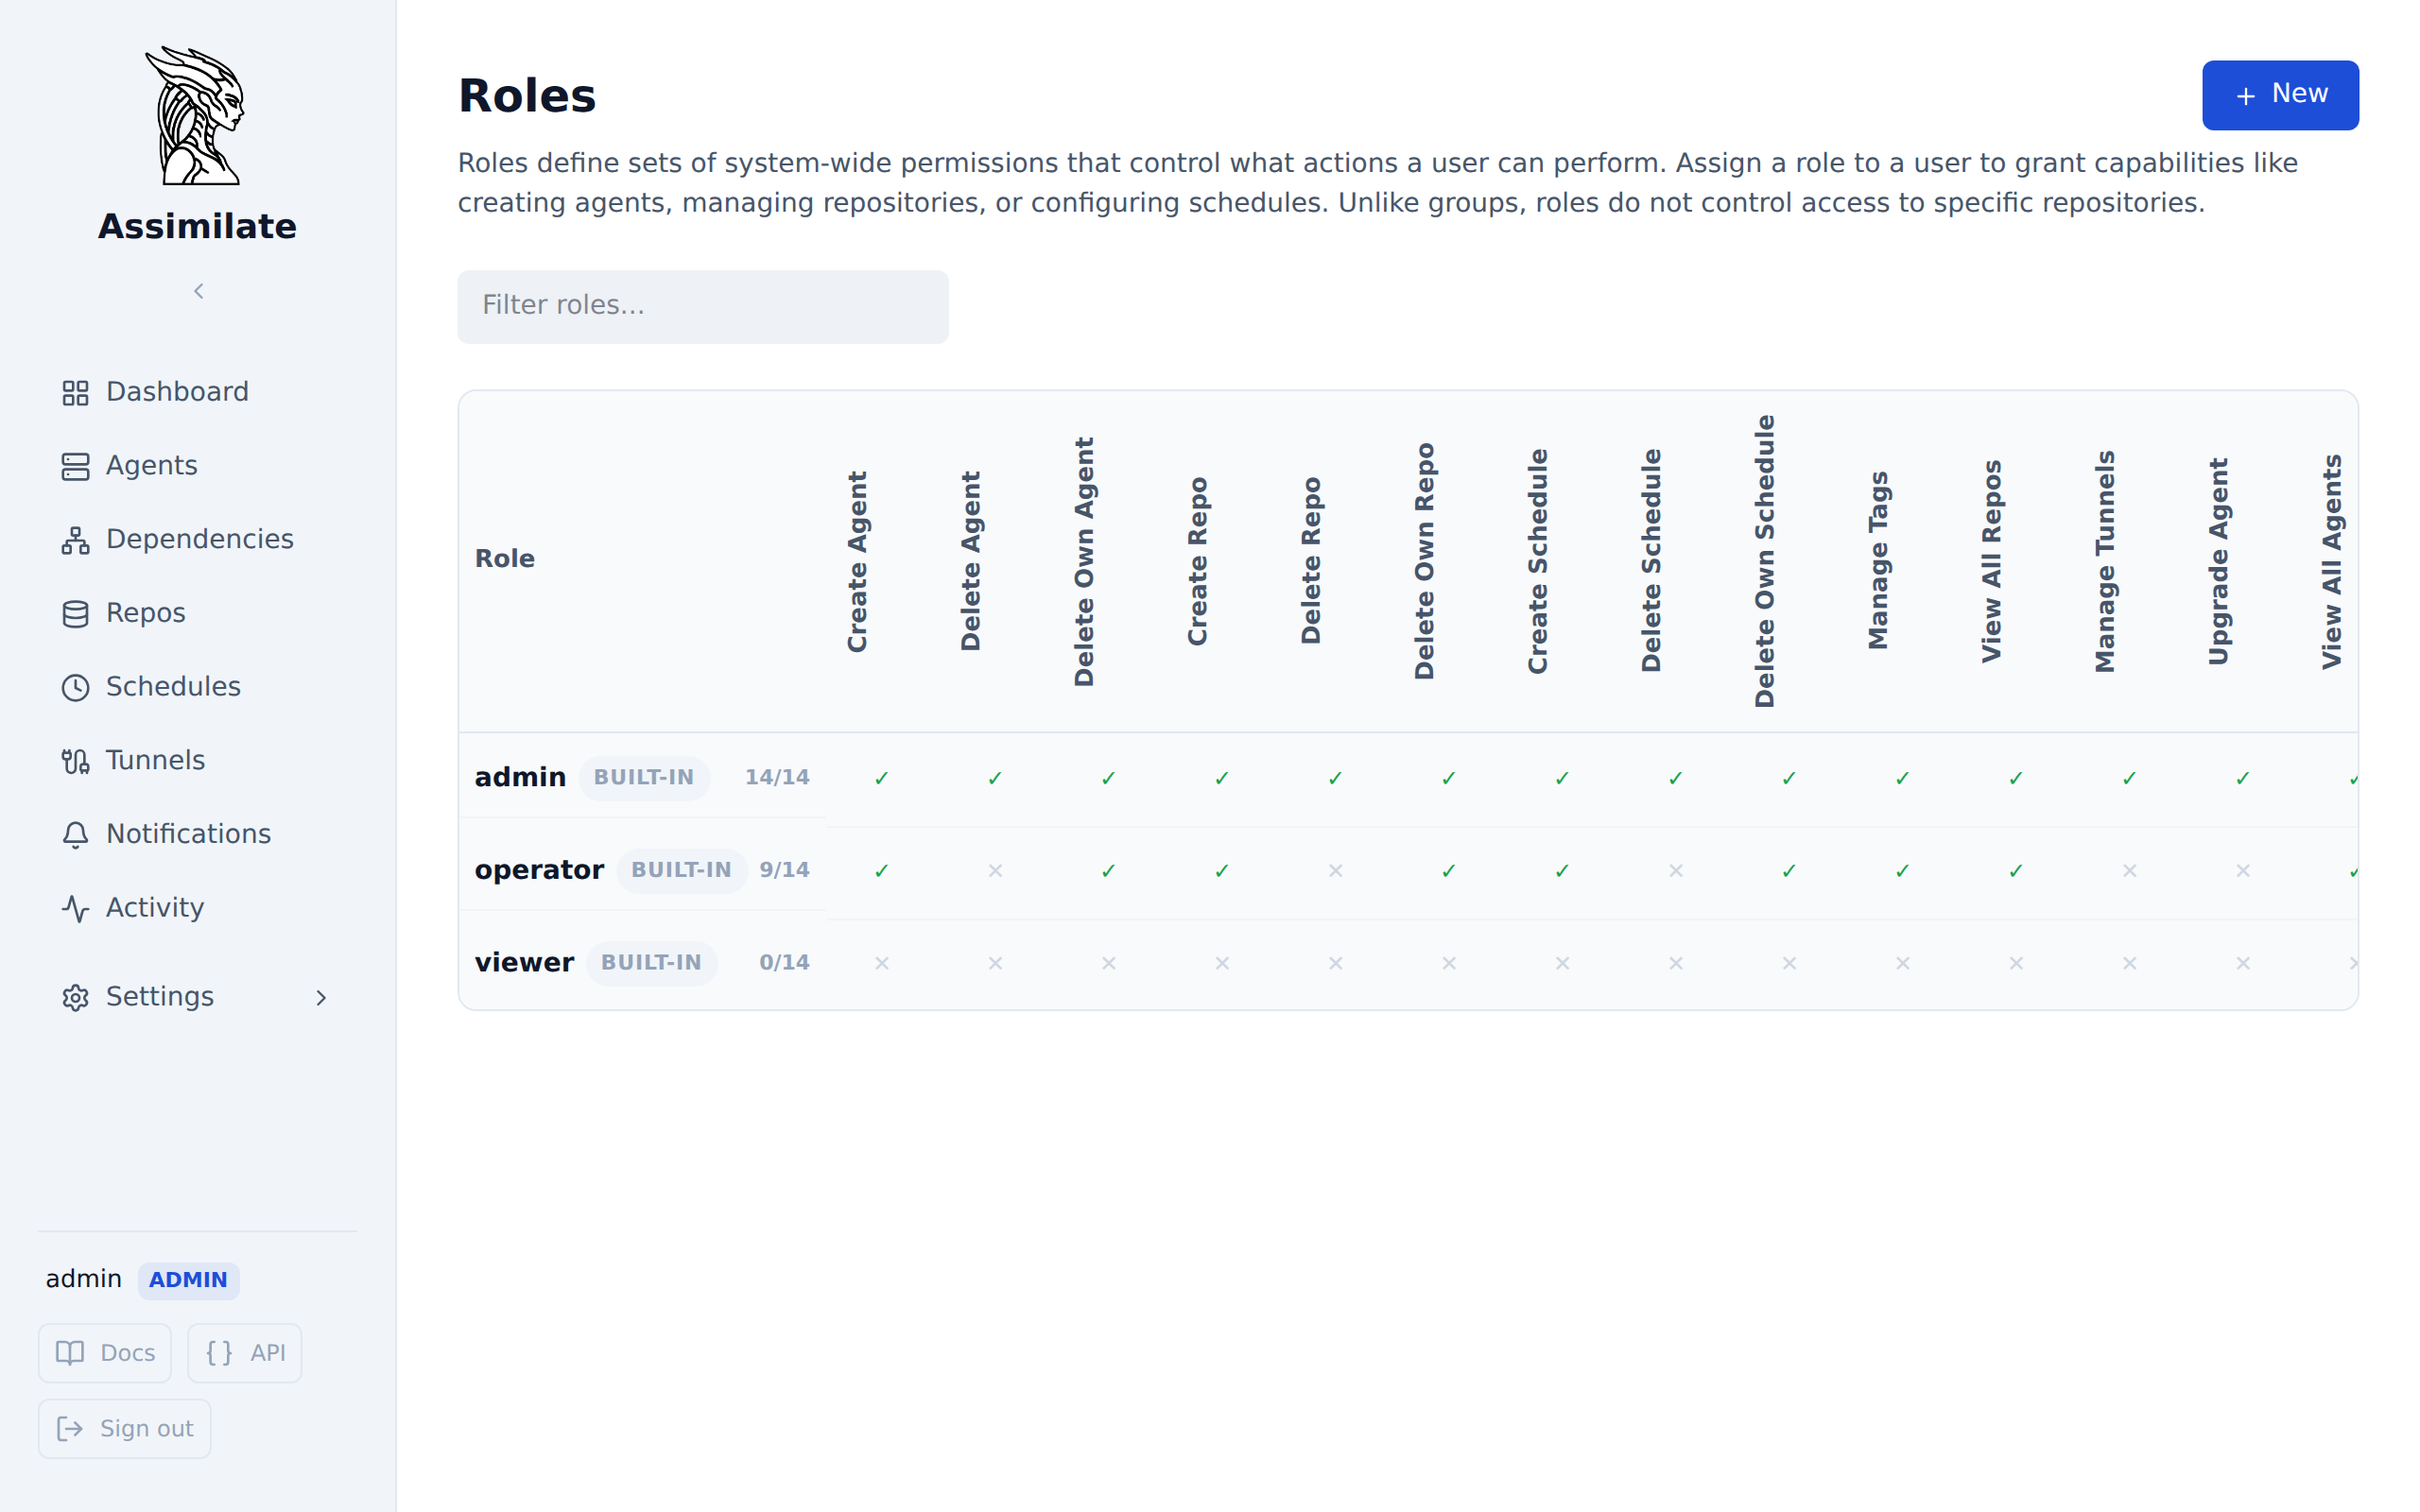 Assimilate
Dashboard
Agents
Dependencies
Repos
Schedules
Tunnels
Notifications
Activity
Settings
admin ADMIN
Docs
API
Sign out
Roles
+ New
Roles define sets of system-wide permissions that control what actions a user can perform. Assign a role to a user to grant capabilities like
creating agents, managing repositories, or configuring schedules. Unlike groups, roles do not control access to specific repositories.
Filter roles...
Role
Create Agent
Delete Agent
Delete Own Agent
Create Repo
Delete Repo
Delete Own Repo
Create Schedule
Delete Schedule
Delete Own Schedule
Manage Tags
View All Repos
Manage Tunnels
Upgrade Agent
View All Agents
admin BUILT-IN 14/14 ✓ ✓ ✓ ✓ ✓ ✓ ✓ ✓ ✓ ✓ ✓ ✓ ✓ ✓
operator BUILT-IN 9/14 ✓ ✕ ✓ ✓ ✕ ✓ ✓ ✕ ✓ ✓ ✓ ✕ ✕ ✓
viewer BUILT-IN 0/14 ✕ ✕ ✕ ✕ ✕ ✕ ✕ ✕ ✕ ✕ ✕ ✕ ✕ ✕